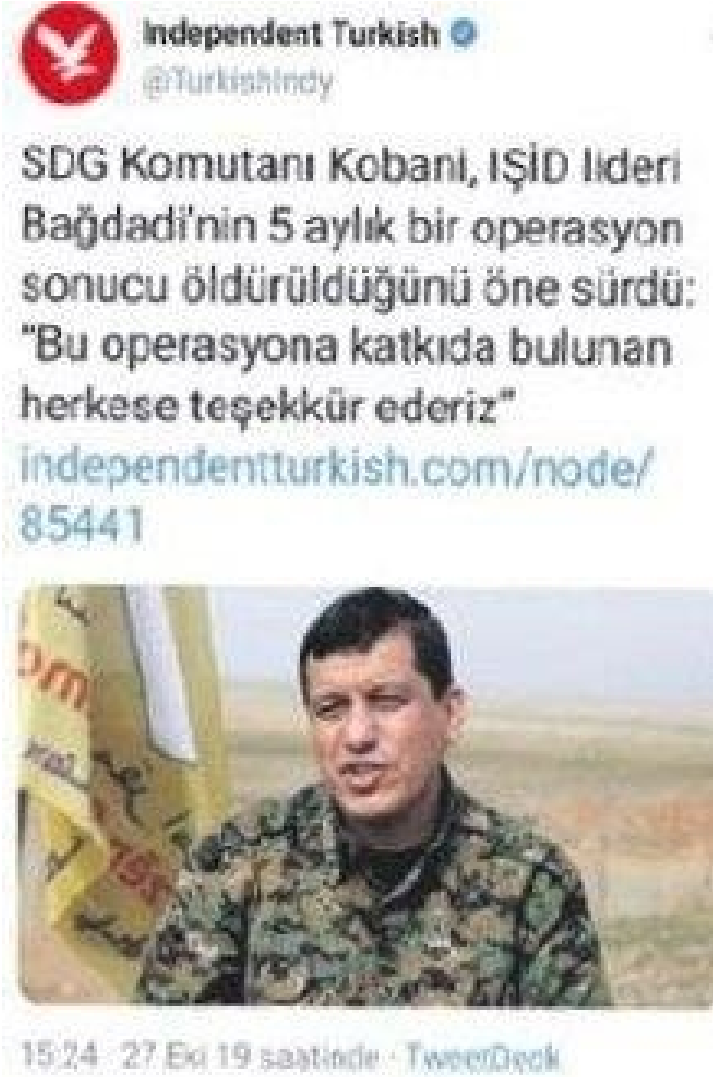 Independent Turkish
@TurkishIndy
SDG Komutanı Kobani, IŞİD lideri
Bağdadi'nin 5 aylık bir operasyon
sonucu öldürüldüğünü öne sürdü:
"Bu operasyona katkıda bulunan
herkese teşekkür ederiz"
independentturkish.com/node/
85441
15:24 27 Eki 19 saatinde · TweetDeck